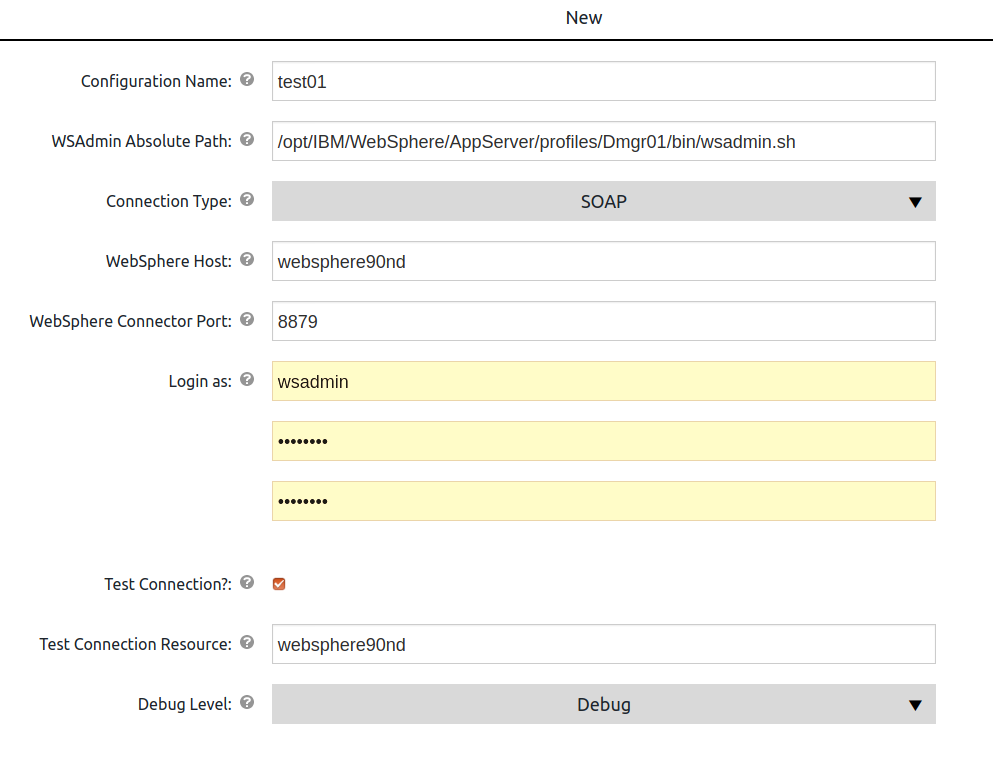 New
Configuration Name: ? test01
WSAdmin Absolute Path: ? /opt/IBM/WebSphere/AppServer/profiles/Dmgr01/bin/wsadmin.sh
Connection Type: ? SOAP ▼
WebSphere Host: ? websphere90nd
WebSphere Connector Port: ? 8879
Login as: ? wsadmin
••••••••
••••••••
Test Connection?: ?
Test Connection Resource: ? websphere90nd
Debug Level: ? Debug ▼